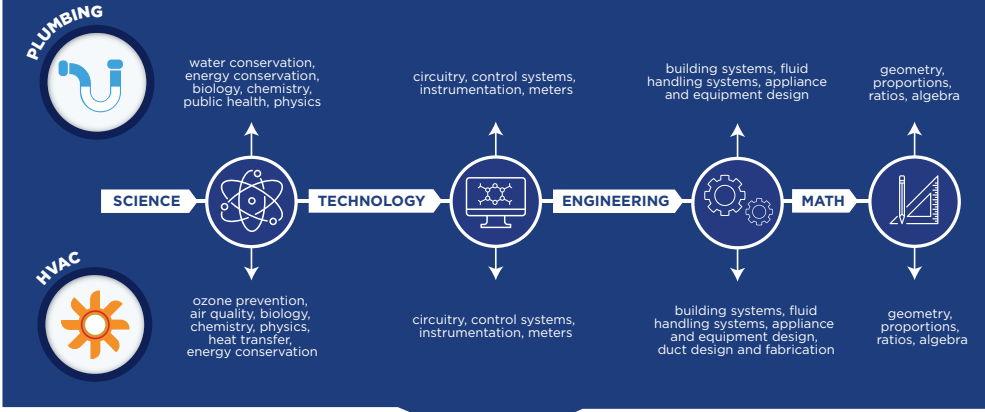 PLUMBING
water conservation,
energy conservation,
biology, chemistry,
public health, physics
circuitry, control systems,
instrumentation, meters
building systems, fluid
handling systems, appliance
and equipment design
geometry,
proportions,
ratios, algebra
SCIENCE
TECHNOLOGY
ENGINEERING
MATH
HVAC
ozone prevention,
air quality, biology,
chemistry, physics,
heat transfer,
energy conservation
circuitry, control systems,
instrumentation, meters
building systems, fluid
handling systems, appliance
and equipment design,
duct design and fabrication
geometry,
proportions,
ratios, algebra